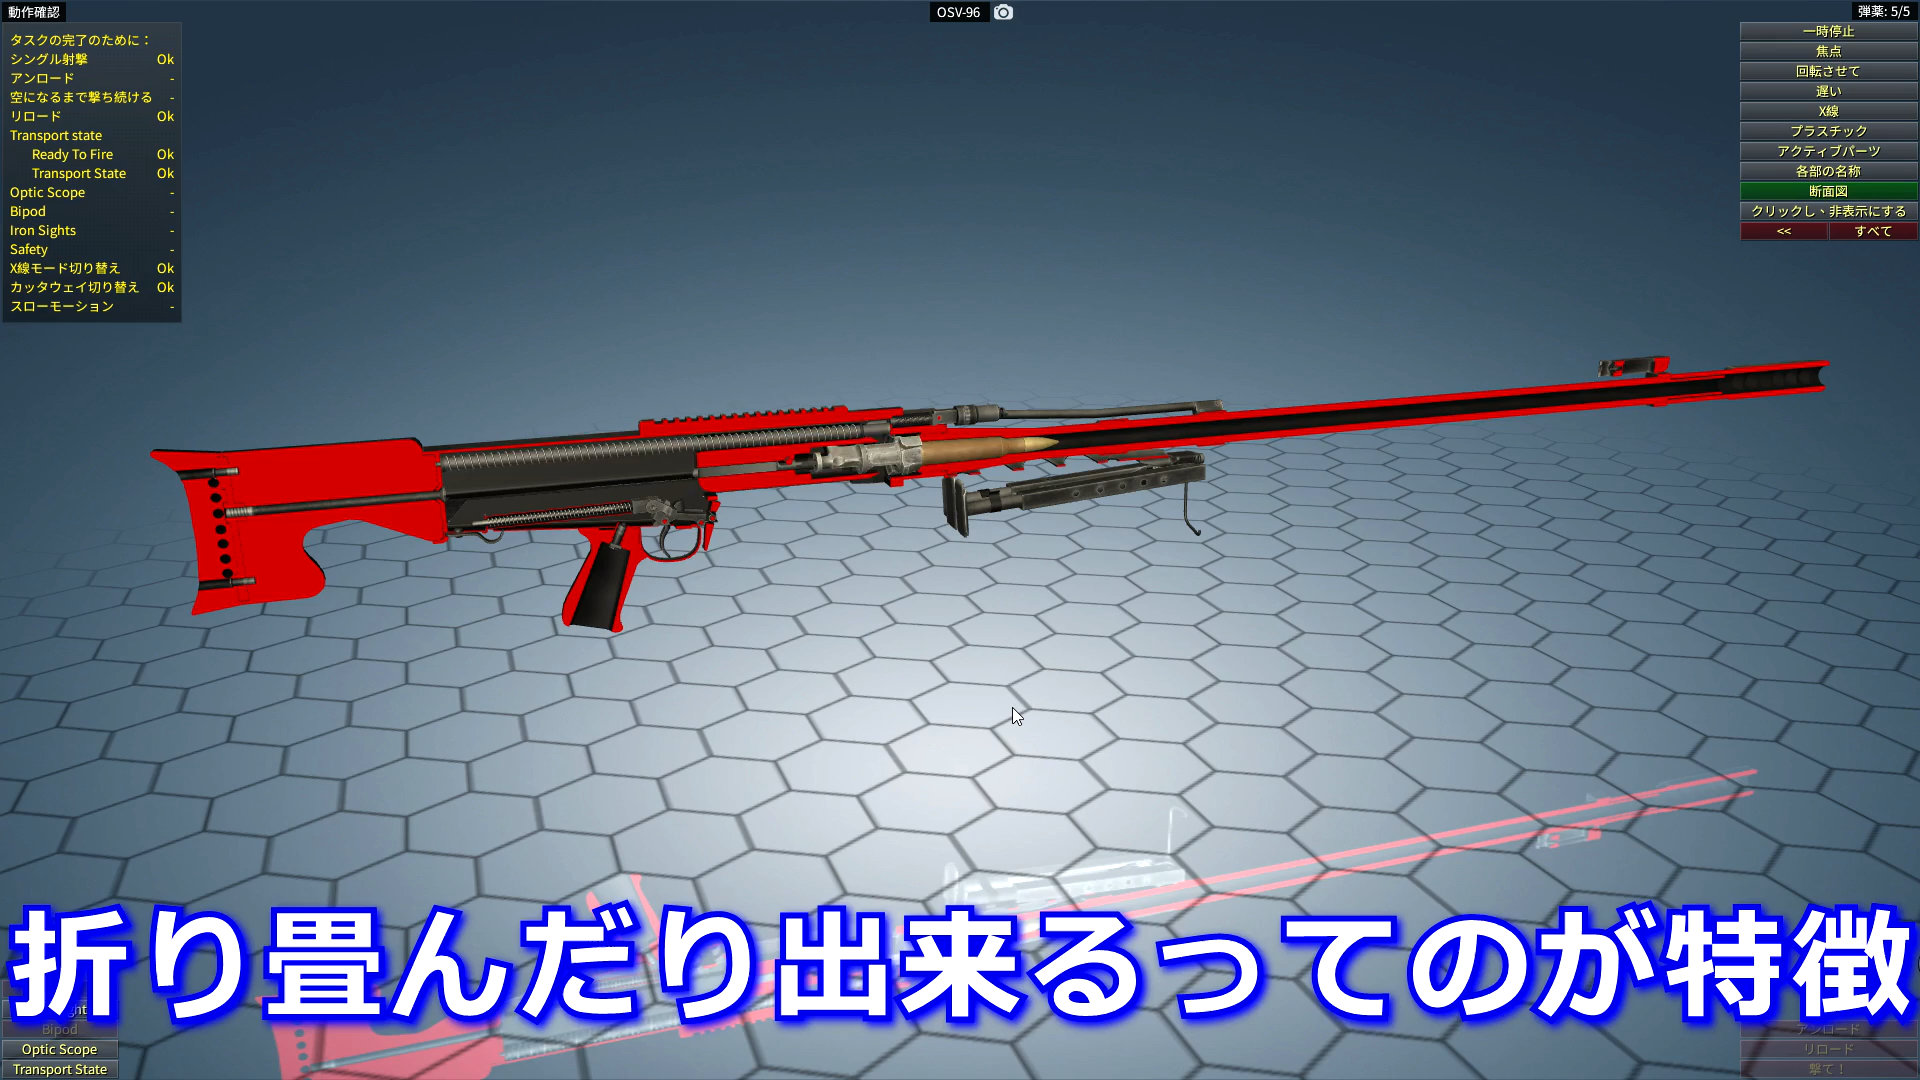 動作確認
OSV-96
弾薬: 5/5
タスクの完了のために：
シングル射撃 Ok
アンロード -
空になるまで撃ち続ける -
リロード Ok
Transport state
Ready To Fire Ok
Transport State Ok
Optic Scope -
Bipod -
Iron Sights -
Safety -
X線モード切り替え Ok
カッタウェイ切り替え Ok
スローモーション -
一時停止
焦点
回転させて
遅い
X線
プラスチック
アクティブパーツ
各部の名称
断面図
クリックし、非表示にする
<< すべて
折り畳んだり出来るってのが特徴
Bipod
Optic Scope
Transport State
アンロード
リロード
撃て！